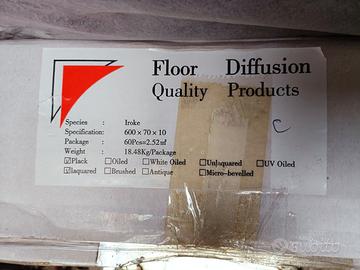 Floor Diffusion
Quality Products
Species : Iroke
Specification: 600 x 70 x 10
Package : 60Pcs=2.52㎡
Weight : 18.48Kg/Package
☑Plack ☐Oiled ☐White Oiled ☐Unlaquared ☐UV Oiled
☑laquared ☐Brushed ☐Antique ☐Micro-bevelled
C
subito